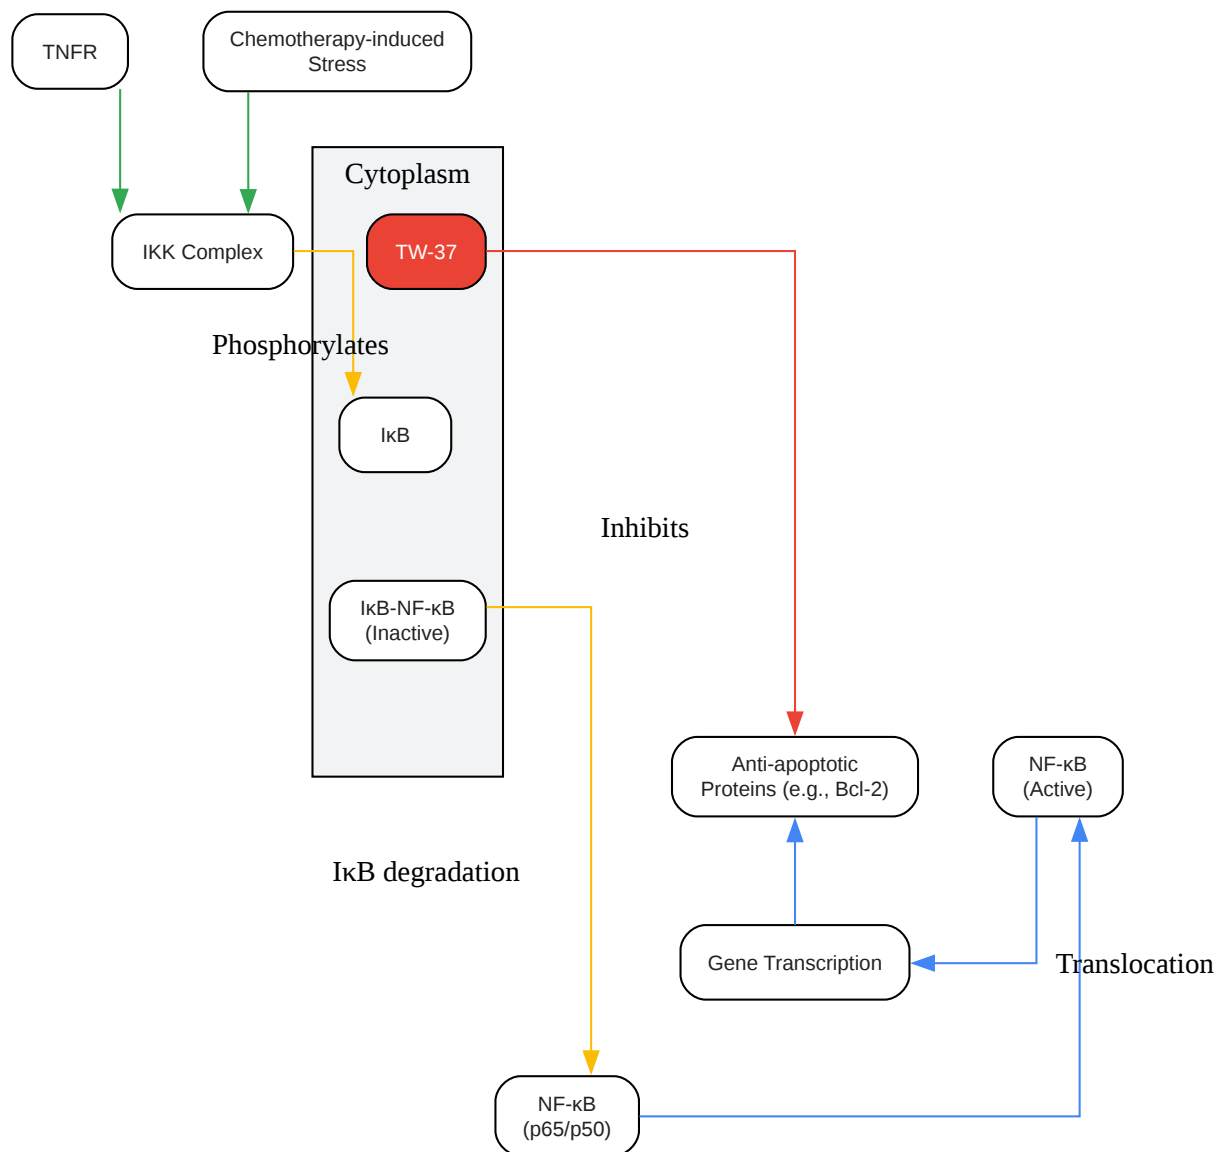 TNFR
Chemotherapy-induced
Stress
Cytoplasm
IKK Complex
TW-37
Phosphorylates
IκB
Inhibits
IκB-NF-κB
(Inactive)
Anti-apoptotic
Proteins (e.g., Bcl-2)
NF-κB
(Active)
IκB degradation
Gene Transcription
Translocation
NF-κB
(p65/p50)